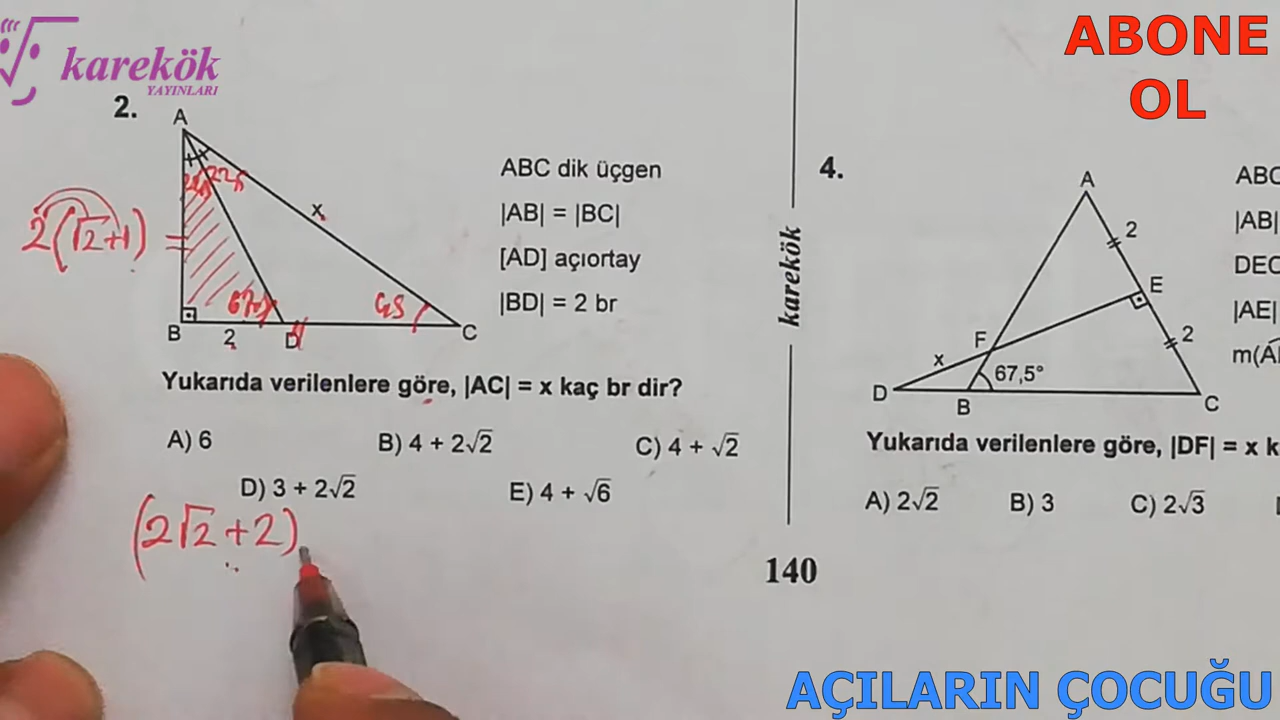 karekök
YAYINLARI
ABONE
OL
2.
A
22,5
x
2(√2+1)
67,5
45
B
2
D
C
ABC dik üçgen
|AB| = |BC|
[AD] açıortay
|BD| = 2 br
Yukarıda verilenlere göre, |AC| = x kaç br dir?
A) 6
B) 4 + 2√2
C) 4 + √2
D) 3 + 2√2
E) 4 + √6
(2√2+2)
karekök
140
4.
A
2
E
F
2
x
67,5°
D
B
C
ABC
|AB|
DEC
|AE|
Yukarıda verilenlere göre, |DF| = x
A) 2√2
B) 3
C) 2√3
AÇILARIN ÇOCUĞU